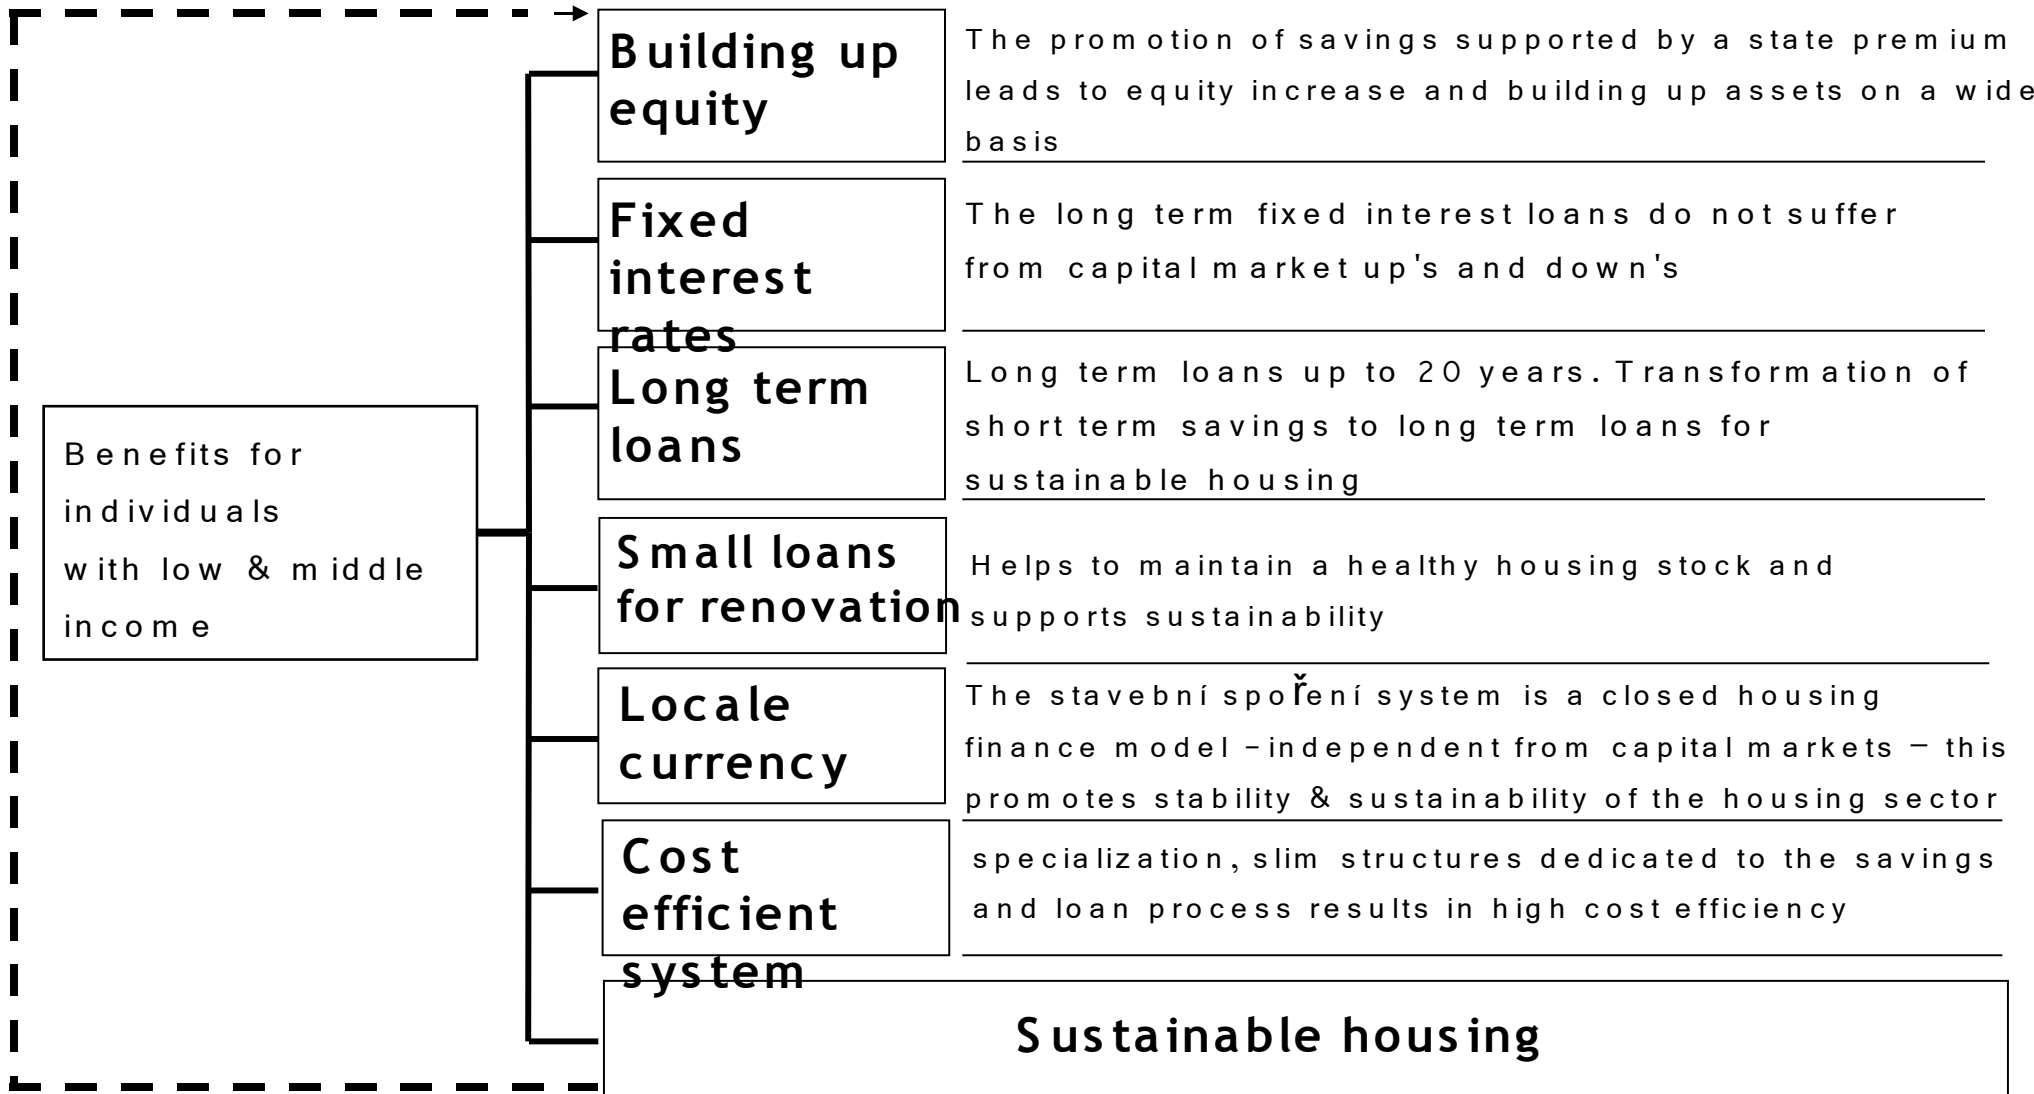 Building up
equity
The promotion of savings supported by a state premium
leads to equity increase and building up assets on a wide
basis
Fixed
interest
rates
The long term fixed interest loans do not suffer
from capital market up's and down's
Long term
loans
Long term loans up to 20 years. Transformation of
short term savings to long term loans for
sustainable housing
Benefits for
individuals
with low & middle
income
Small loans
for renovation
Helps to maintain a healthy housing stock and
supports sustainability
Locale
currency
The stavební spoření system is a closed housing
finance model –independent from capital markets – this
promotes stability & sustainability of the housing sector
Cost
efficient
system
specialization, slim structures dedicated to the savings
and loan process results in high cost efficiency
Sustainable housing